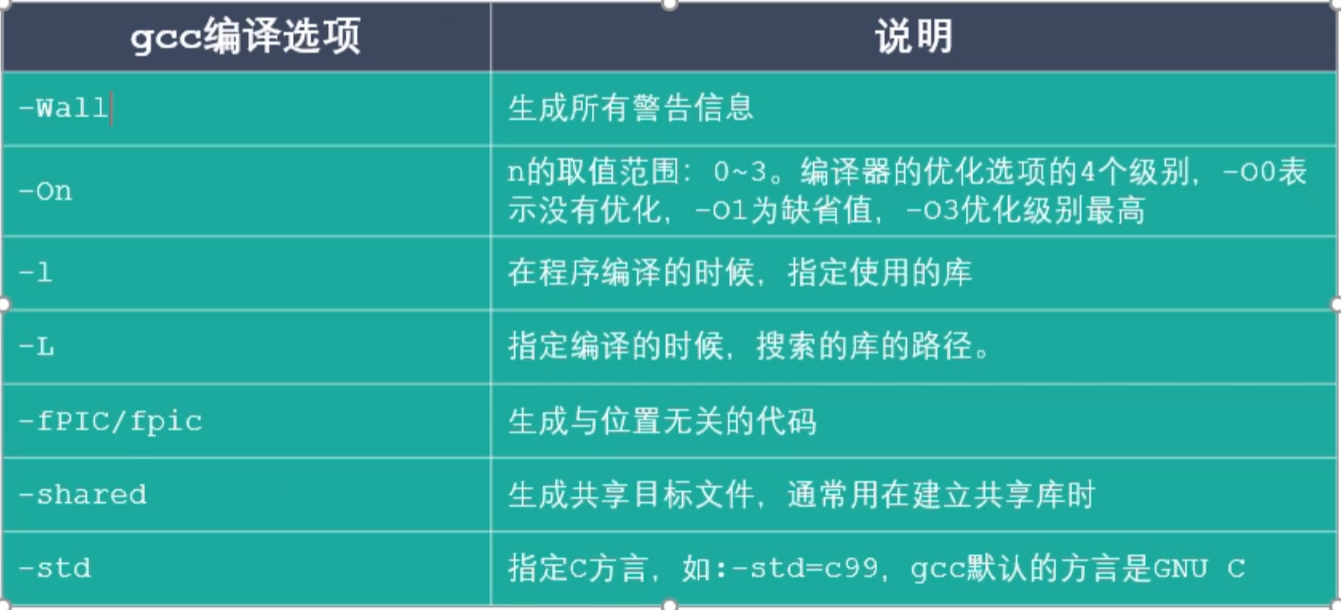 gcc编译选项 说明
-Wall 生成所有警告信息
-On n的取值范围：0~3。编译器的优化选项的4个级别，-O0表
示没有优化，-O1为缺省值，-O3优化级别最高
-l 在程序编译的时候，指定使用的库
-L 指定编译的时候，搜索的库的路径。
-fPIC/fpic 生成与位置无关的代码
-shared 生成共享目标文件，通常用在建立共享库时
-std 指定C方言，如:-std=c99，gcc默认的方言是GNU C